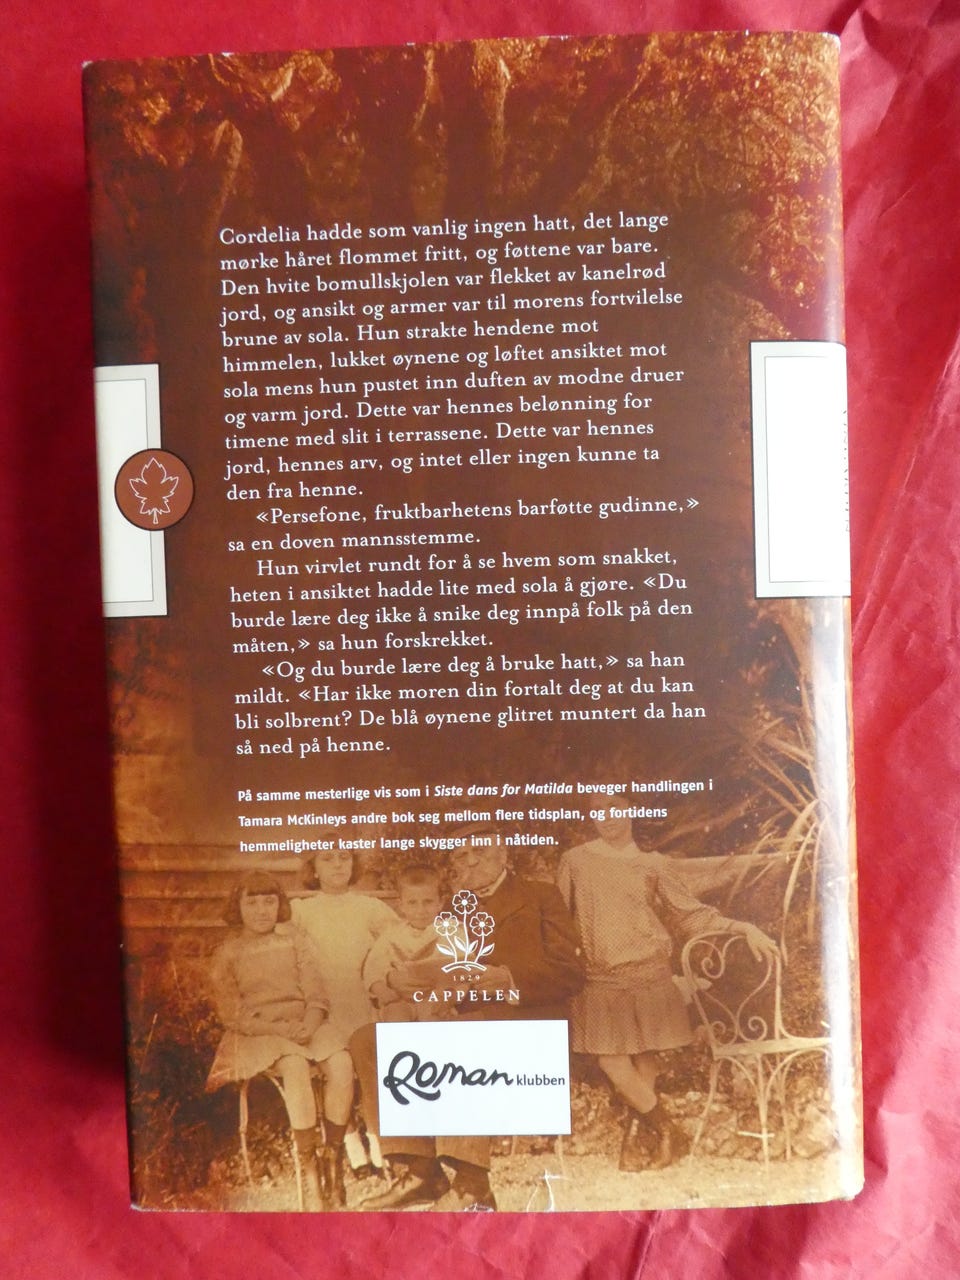 Cordelia hadde som vanlig ingen hatt, det lange
mørke håret flommet fritt, og føttene var bare.
Den hvite bomullskjolen var flekket av kanelrød
jord, og ansikt og armer var til morens fortvilelse
brune av sola. Hun strakte hendene mot
himmelen, lukket øynene og løftet ansiktet mot
sola mens hun pustet inn duften av modne druer
og varm jord. Dette var hennes belønning for
timene med slit i terrassene. Dette var hennes
jord, hennes arv, og intet eller ingen kunne ta
den fra henne.
«Persefone, fruktbarhetens barføtte gudinne,»
sa en doven mannsstemme.
Hun virvlet rundt for å se hvem som snakket,
heten i ansiktet hadde lite med sola å gjøre. «Du
burde lære deg ikke å snike deg innpå folk på den
måten,» sa hun forskrekket.
«Og du burde lære deg å bruke hatt,» sa han
mildt. «Har ikke moren din fortalt deg at du kan
bli solbrent? De blå øynene glitret muntert da han
så ned på henne.
På samme mesterlige vis som i Siste dans for Matilda beveger handlingen i
Tamara McKinleys andre bok seg mellom flere tidsplan, og fortidens
hemmeligheter kaster lange skygger inn i nåtiden.
1829
CAPPELEN
Roman klubben